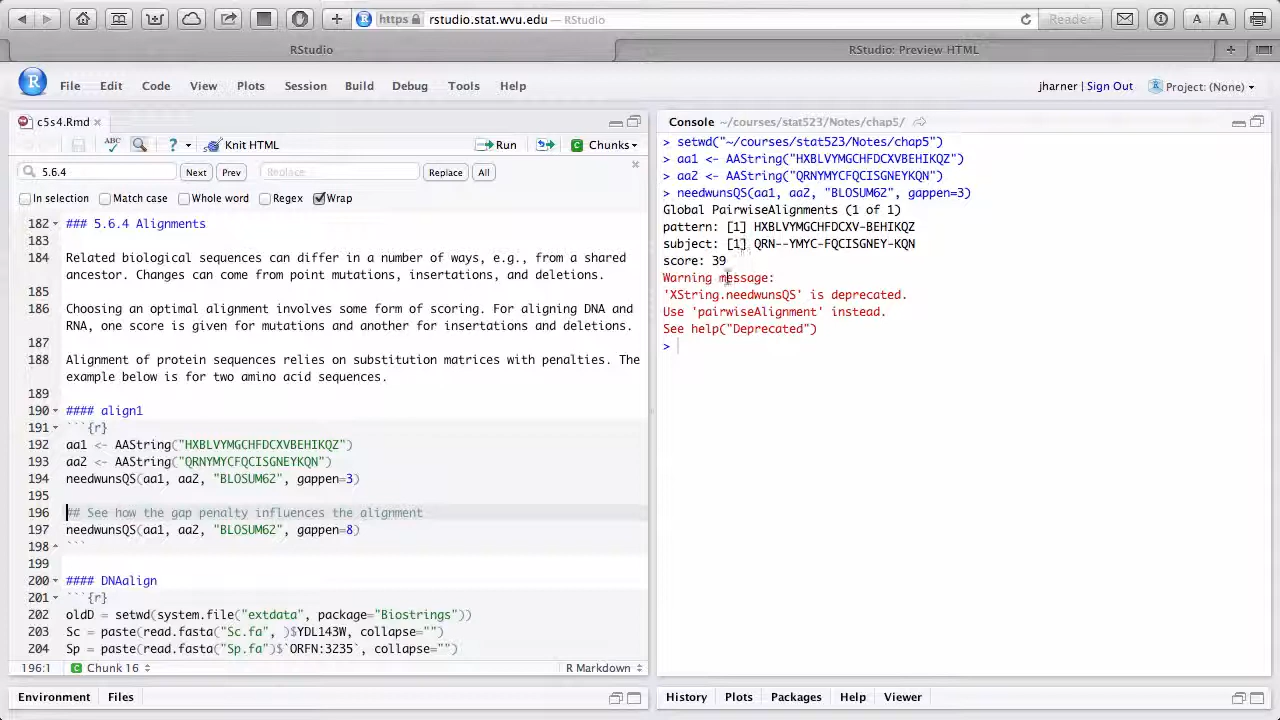 https rstudio.stat.wvu.edu — RStudio Reader A A
RStudio
RStudio: Preview HTML
R File Edit Code View Plots Session Build Debug Tools Help jharner Sign Out Project: (None)
c5s4.Rmd
ABC ? Knit HTML Run Chunks
5.6.4 Next Prev Replace Replace All
In selection Match case Whole word Regex Wrap
182 ### 5.6.4 Alignments
183
184 Related biological sequences can differ in a number of ways, e.g., from a shared
ancestor. Changes can come from point mutations, insertions, and deletions.
185
186 Choosing an optimal alignment involves some form of scoring. For aligning DNA and
RNA, one score is given for mutations and another for insertions and deletions.
187
188 Alignment of protein sequences relies on substitution matrices with penalties. The
example below is for two amino acid sequences.
189
190 #### align1
191 ```{r}
192 aa1 <- AAString("HXBLVYMGCHFDCXVBEHIKQZ")
193 aa2 <- AAString("QRNYMYCFQCISGNEYKQN")
194 needwunsQS(aa1, aa2, "BLOSUM62", gappen=3)
195
196 ## See how the gap penalty influences the alignment
197 needwunsQS(aa1, aa2, "BLOSUM62", gappen=8)
198 ```
199
200 #### DNAalign
201 ```{r}
202 oldD = setwd(system.file("extdata", package="Biostrings"))
203 Sc = paste(read.fasta("Sc.fa", )$YDL143W, collapse="")
204 Sp = paste(read.fasta("Sp.fa")$`ORFN:3235`, collapse="")
196:1 C Chunk 16 R Markdown
Environment Files
Console ~/courses/stat523/Notes/chap5/
> setwd("~/courses/stat523/Notes/chap5")
> aa1 <- AAString("HXBLVYMGCHFDCXVBEHIKQZ")
> aa2 <- AAString("QRNYMYCFQCISGNEYKQN")
> needwunsQS(aa1, aa2, "BLOSUM62", gappen=3)
Global PairwiseAlignments (1 of 1)
pattern: [1] HXBLVYMGCHFDCXV-BEHIKQZ
subject: [1] QRN--YMYC-FQCISGNEY-KQN
score: 39
Warning message:
'XString.needwunsQS' is deprecated.
Use 'pairwiseAlignment' instead.
See help("Deprecated")
>
History Plots Packages Help Viewer